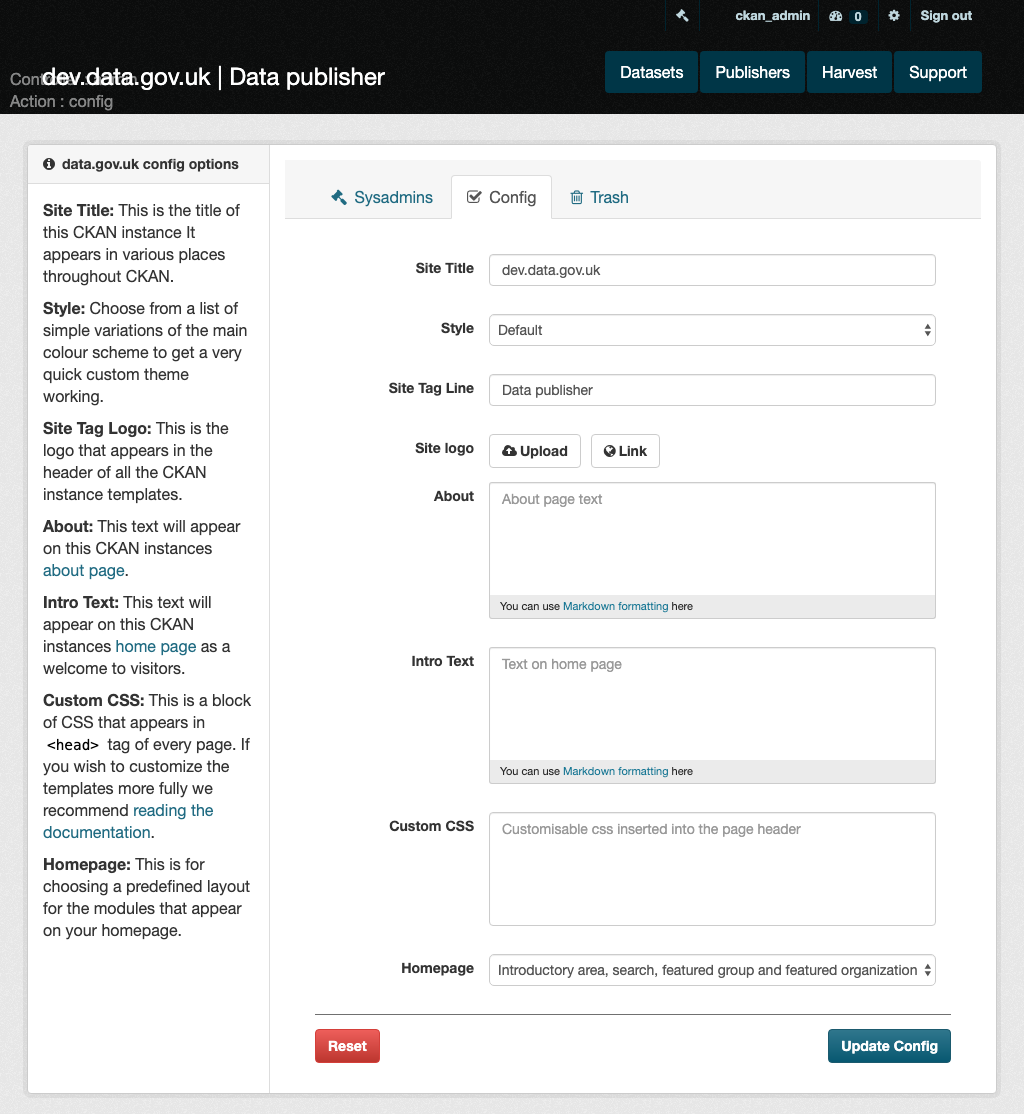 ckan_admin 0 Sign out
dev.data.gov.uk | Data publisher
Datasets Publishers Harvest Support
Action : config
data.gov.uk config options
Site Title: This is the title of
this CKAN instance It
appears in various places
throughout CKAN.
Style: Choose from a list of
simple variations of the main
colour scheme to get a very
quick custom theme
working.
Site Tag Logo: This is the
logo that appears in the
header of all the CKAN
instance templates.
About: This text will appear
on this CKAN instances
about page.
Intro Text: This text will
appear on this CKAN
instances home page as a
welcome to visitors.
Custom CSS: This is a block
of CSS that appears in
<head> tag of every page. If
you wish to customize the
templates more fully we
recommend reading the
documentation.
Homepage: This is for
choosing a predefined layout
for the modules that appear
on your homepage.
Sysadmins Config Trash
Site Title dev.data.gov.uk
Style Default
Site Tag Line Data publisher
Site logo Upload Link
About About page text
You can use Markdown formatting here
Intro Text Text on home page
You can use Markdown formatting here
Custom CSS Customisable css inserted into the page header
Homepage Introductory area, search, featured group and featured organization
Reset Update Config